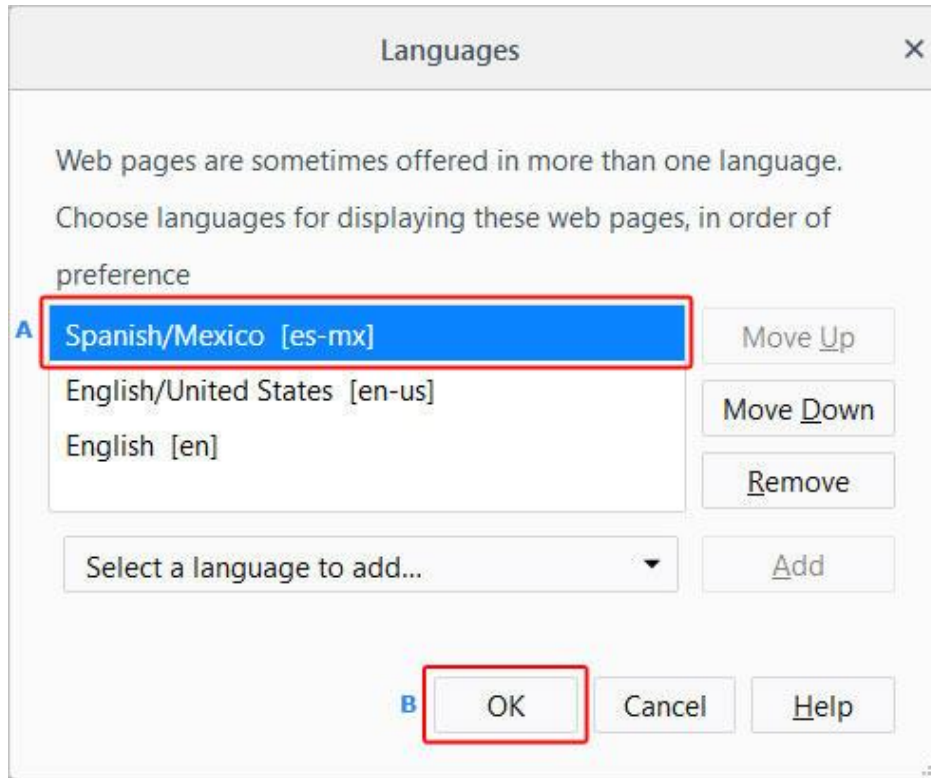 Languages
Web pages are sometimes offered in more than one language.
Choose languages for displaying these web pages, in order of
preference
A
Spanish/Mexico [es-mx]
Move Up
English/United States [en-us]
Move Down
English [en]
Remove
Select a language to add...
Add
B
OK
Cancel
Help